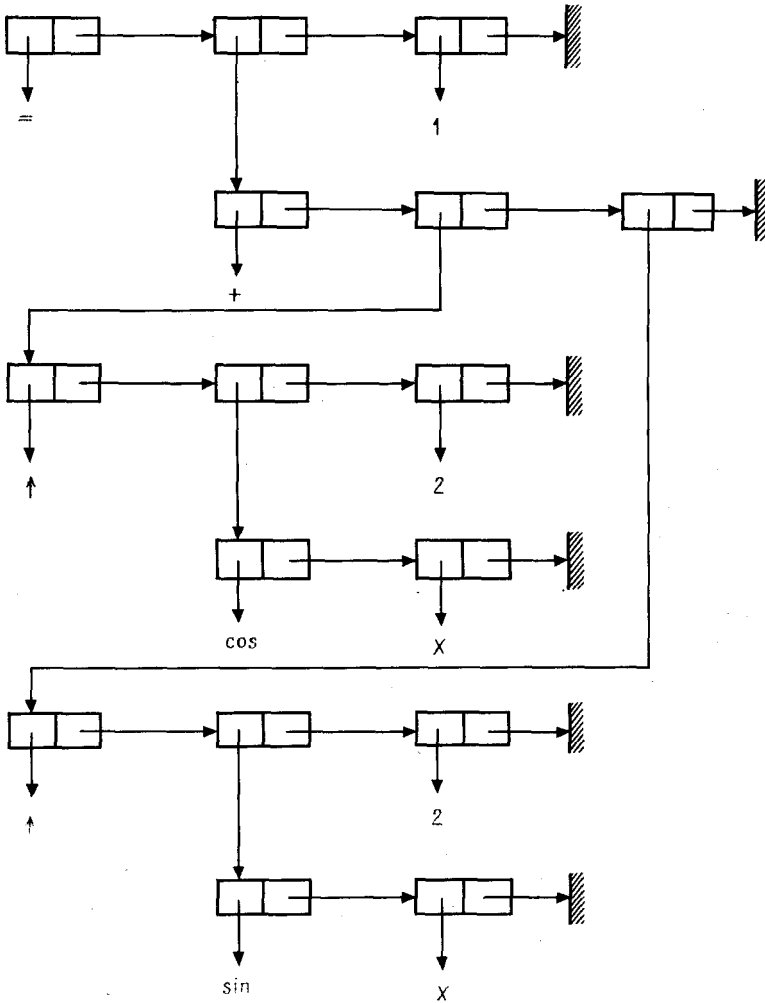 = 1
+
↑ 2
cos X
↑ 2
sin X